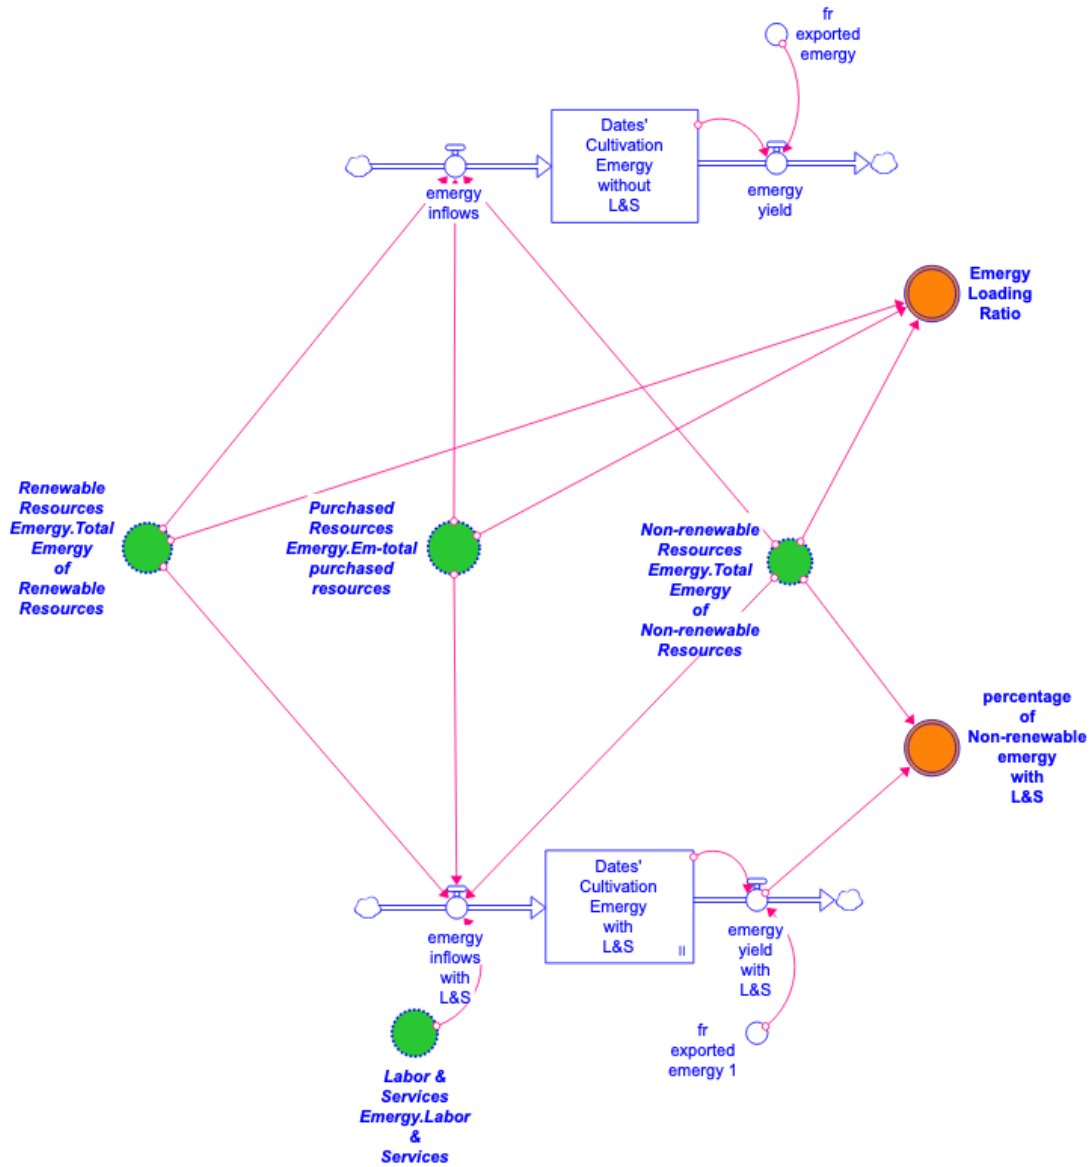 fr
exported
emergy
Dates'
Cultivation
Emergy
without
L&S
emergy
inflows
emergy
yield
Emergy
Loading
Ratio
Renewable
Resources
Emergy.Total
Emergy
of
Renewable
Resources
Purchased
Resources
Emergy.Em-total
purchased
resources
Non-renewable
Resources
Emergy.Total
Emergy
of
Non-renewable
Resources
percentage
of
Non-renewable
emergy
with
L&S
Dates'
Cultivation
Emergy
with
L&S
emergy
inflows
with
L&S
emergy
yield
with
L&S
fr
exported
emergy 1
Labor &
Services
Emergy.Labor
&
Services